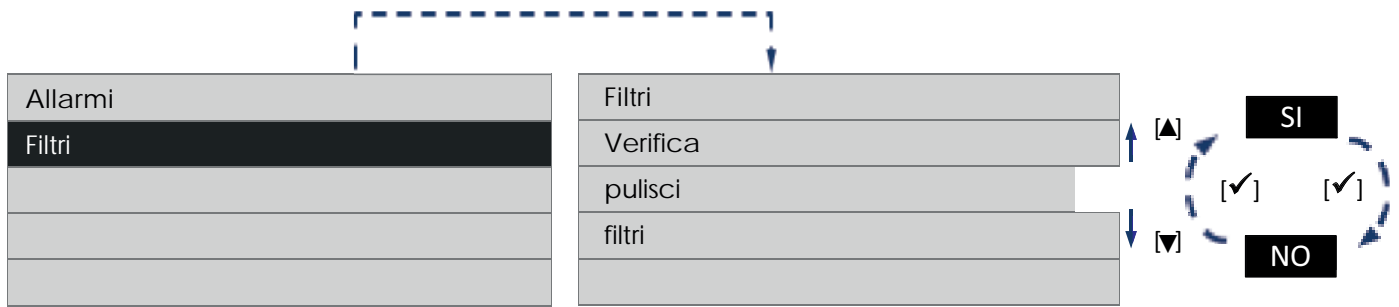 Allarmi
Filtri
Filtri
Verifica
pulisci
filtri
[▲]
[▼]
SI
[✓] [✓]
NO